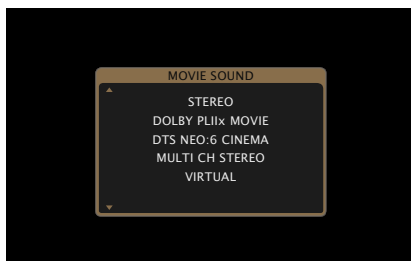 MOVIE SOUND
STEREO
DOLBY PLIIx MOVIE
DTS NEO:6 CINEMA
MULTI CH STEREO
VIRTUAL